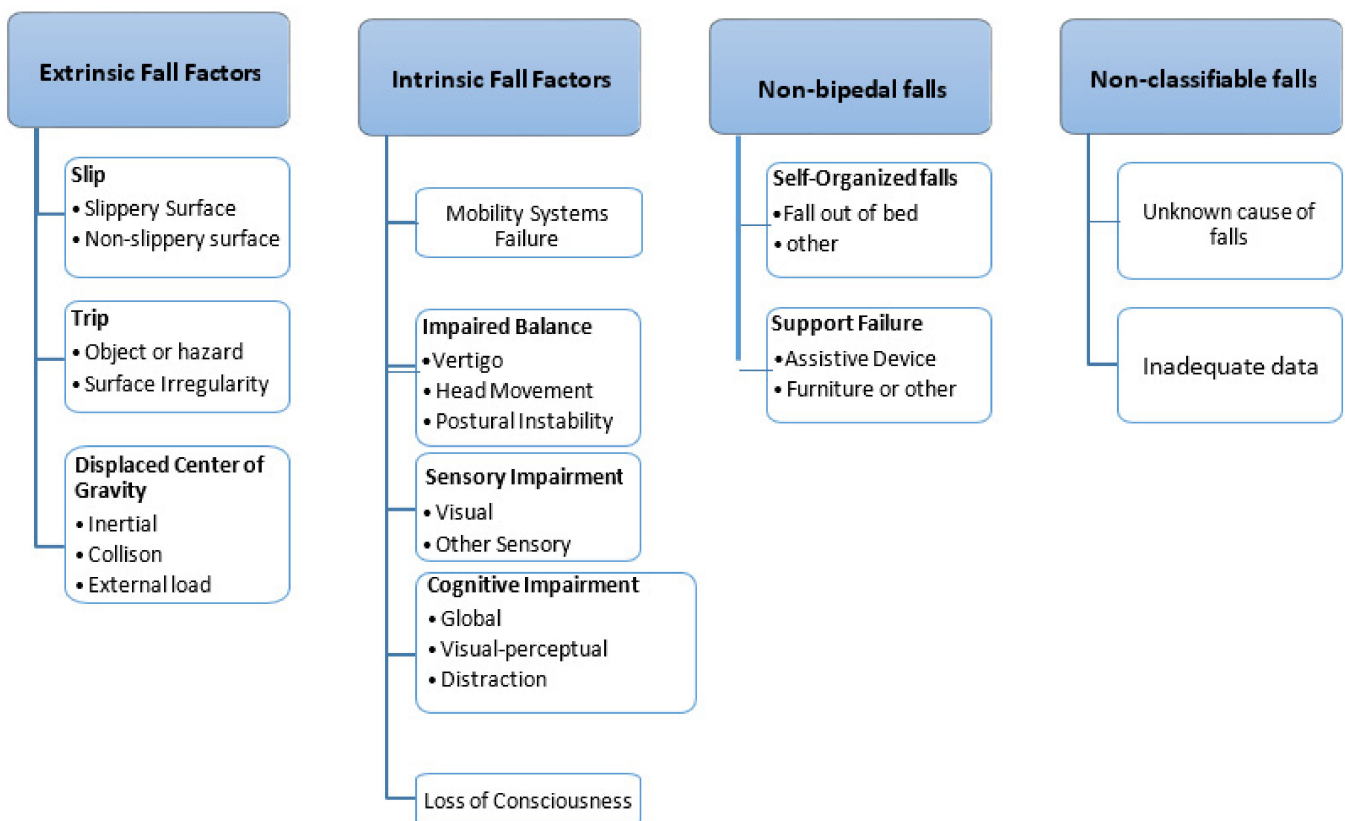 Extrinsic Fall Factors
Slip
• Slippery Surface
• Non-slippery surface
Trip
• Object or hazard
• Surface Irregularity
Displaced Center of
Gravity
• Inertial
• Collison
• External load
Intrinsic Fall Factors
Mobility Systems
Failure
Impaired Balance
•Vertigo
• Head Movement
• Postural Instability
Sensory Impairment
• Visual
• Other Sensory
Cognitive Impairment
• Global
• Visual-perceptual
• Distraction
Loss of Consciousness
Non-bipedal falls
Self-Organized falls
•Fall out of bed
• other
Support Failure
•Assistive Device
• Furniture or other
Non-classifiable falls
Unknown cause of
falls
Inadequate data